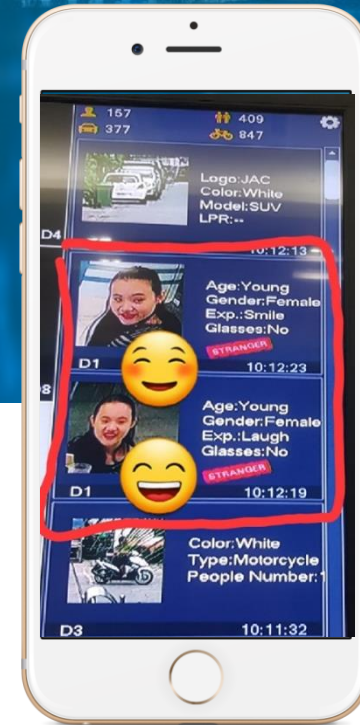 157
409
377
847
Logo:JAC
Color:White
Model:SUV
LPR:--
D4
10:12:13
Age:Young
Gender:Female
Exp.:Smile
Glasses:No
STRANGER
D1
10:12:23
Age:Young
Gender:Female
Exp.:Laugh
Glasses:No
STRANGER
D1
10:12:19
Color:White
Type:Motorcycle
People Number:1
D3
10:11:32